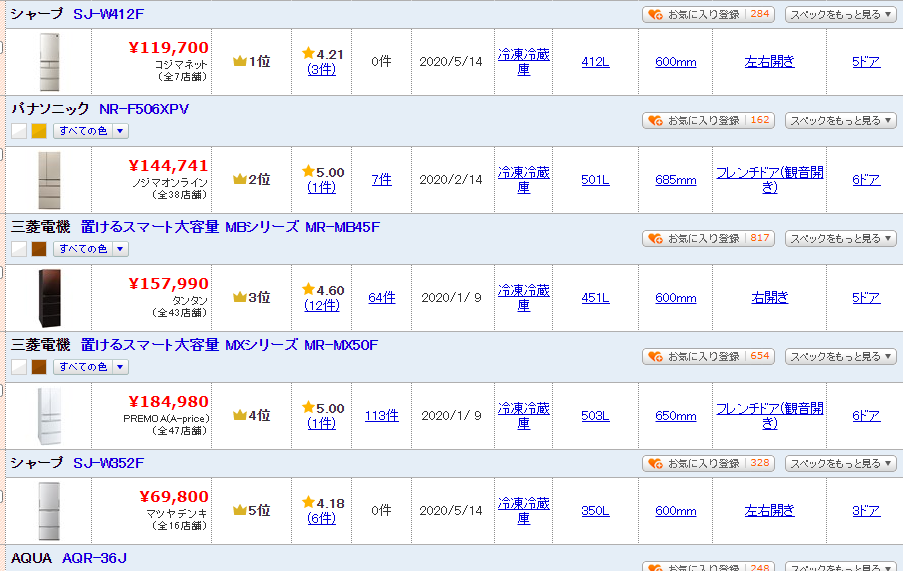 シャープ SJ-W412F お気に入り登録 284 スペックをもっと見る▼
¥119,700 1位 4.21 0件 2020/5/14 冷凍冷蔵庫 412L 600mm 左右開き 5ドア
コジマネット (3件)
(全7店舗)
パナソニック NR-F506XPV お気に入り登録 162 スペックをもっと見る▼
すべての色 ▼
¥144,741 2位 5.00 7件 2020/2/14 冷凍冷蔵庫 501L 685mm フレンチドア(観音開き) 6ドア
ノジマオンライン (1件)
(全38店舗)
三菱電機 置けるスマート大容量 MBシリーズ MR-MB45F お気に入り登録 817 スペックをもっと見る▼
すべての色 ▼
¥157,990 3位 4.60 64件 2020/1/ 9 冷凍冷蔵庫 451L 600mm 右開き 5ドア
タンタン (12件)
(全43店舗)
三菱電機 置けるスマート大容量 MXシリーズ MR-MX50F お気に入り登録 654 スペックをもっと見る▼
すべての色 ▼
¥184,980 4位 5.00 113件 2020/1/ 9 冷凍冷蔵庫 503L 650mm フレンチドア(観音開き) 6ドア
PREMOA(A-price) (1件)
(全47店舗)
シャープ SJ-W352F お気に入り登録 328 スペックをもっと見る▼
¥69,800 5位 4.18 0件 2020/5/14 冷凍冷蔵庫 350L 600mm 左右開き 3ドア
マツヤデンキ (6件)
(全16店舗)
AQUA AQR-36J お気に入り登録 248 スペックをもっと見る▼